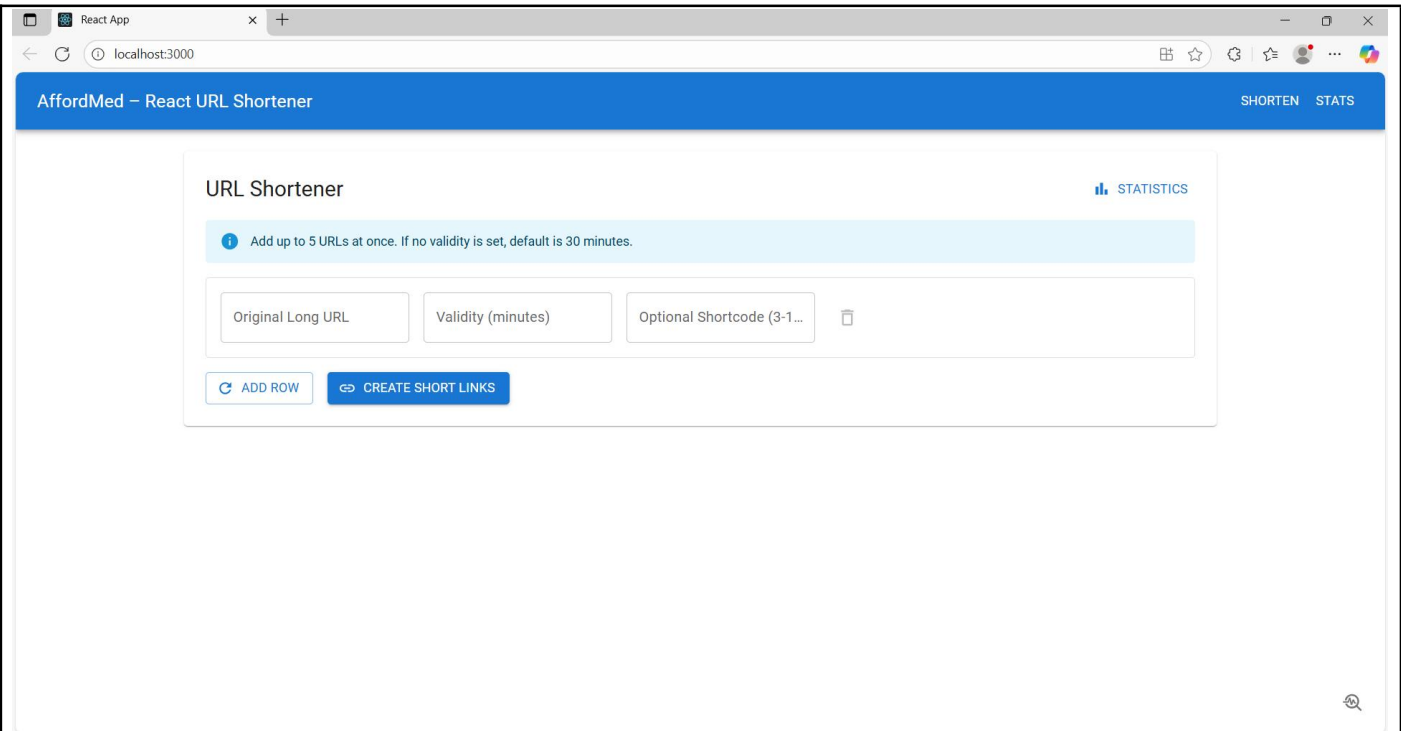 React App
localhost:3000
AffordMed – React URL Shortener SHORTEN STATS
URL Shortener STATISTICS
Add up to 5 URLs at once. If no validity is set, default is 30 minutes.
Original Long URL Validity (minutes) Optional Shortcode (3-1...
ADD ROW CREATE SHORT LINKS